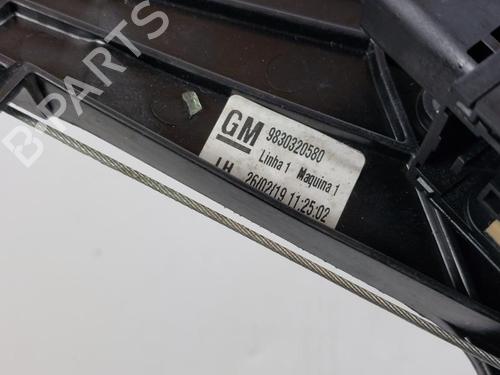 GM 9830320580
Linha 1 Maquina 1
LH 26/02/19 11:25:02
B-PARTS